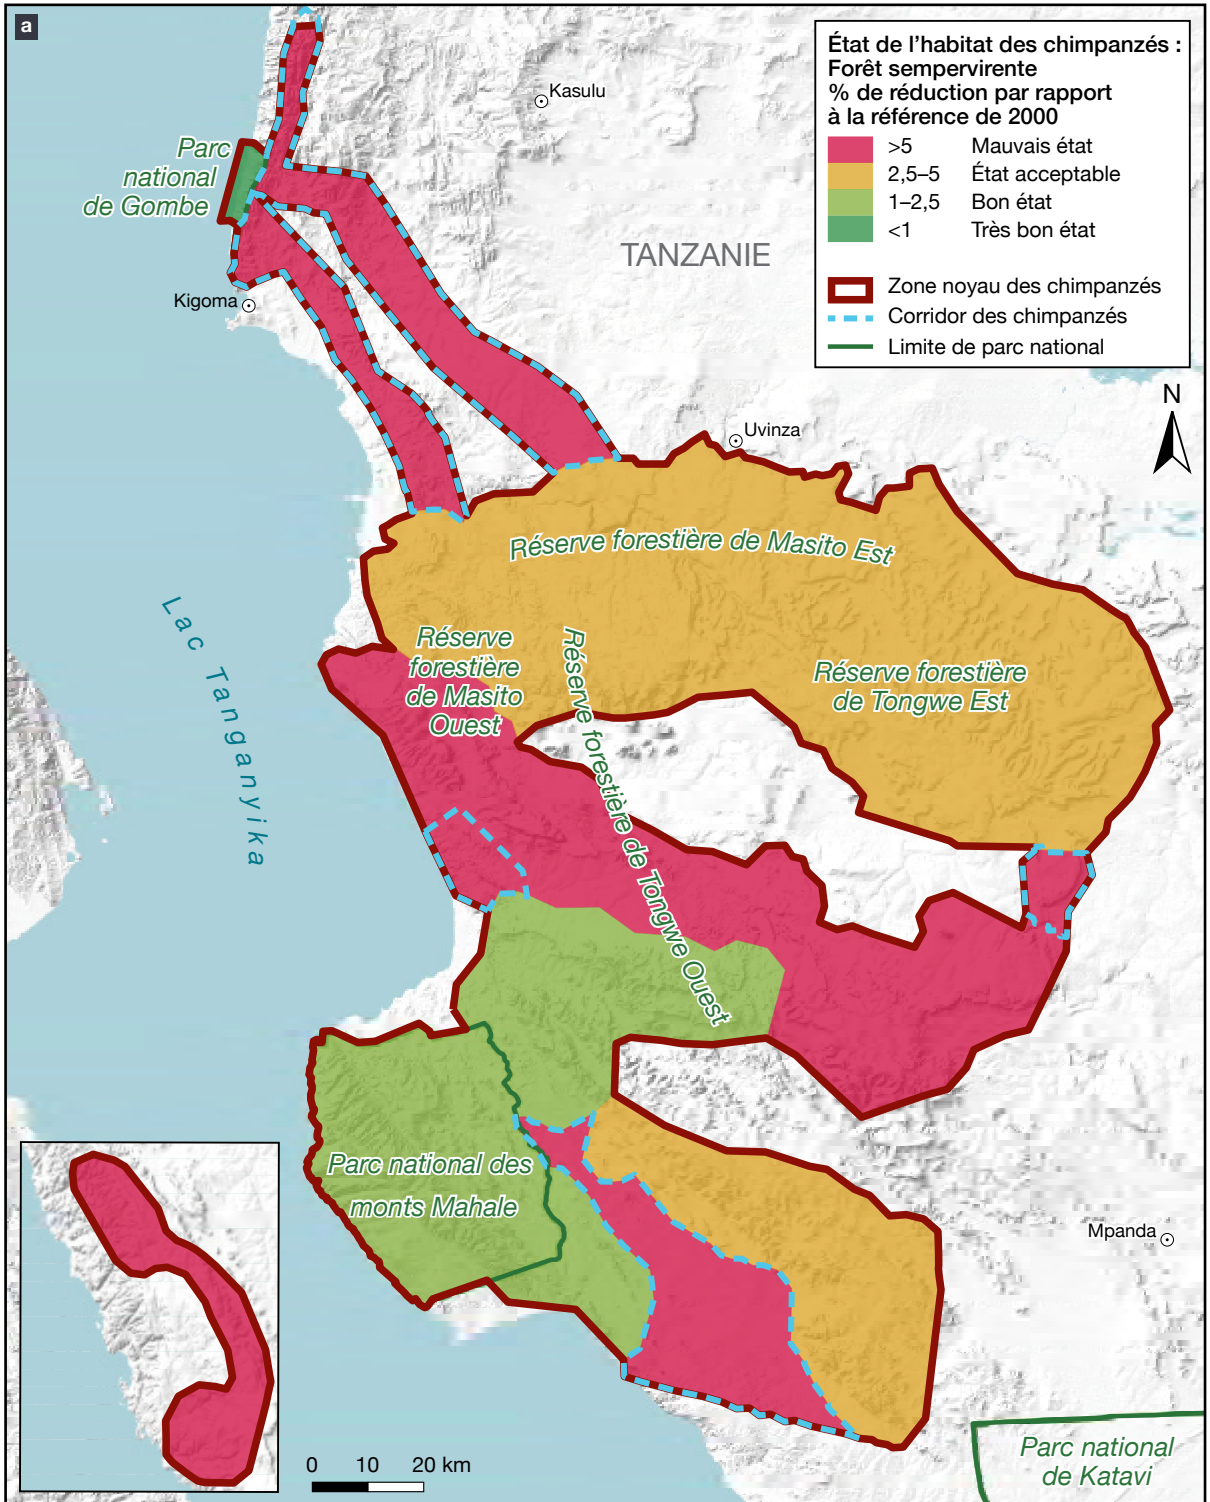 a
État de l’habitat des chimpanzés :
Forêt sempervirente
% de réduction par rapport
à la référence de 2000
>5 Mauvais état
2,5–5 État acceptable
1–2,5 Bon état
<1 Très bon état
Zone noyau des chimpanzés
Corridor des chimpanzés
Limite de parc national
Kasulu
Parc
national
de Gombe
TANZANIE
Kigoma
N
Uvinza
Réserve forestière de Masito Est
Lac Tanganyika
Réserve
forestière
de Masito
Ouest
Réserve forestière de Tongwe Ouest
Réserve forestière
de Tongwe Est
Parc national des
monts Mahale
Mpanda
0 10 20 km
Parc national
de Katavi